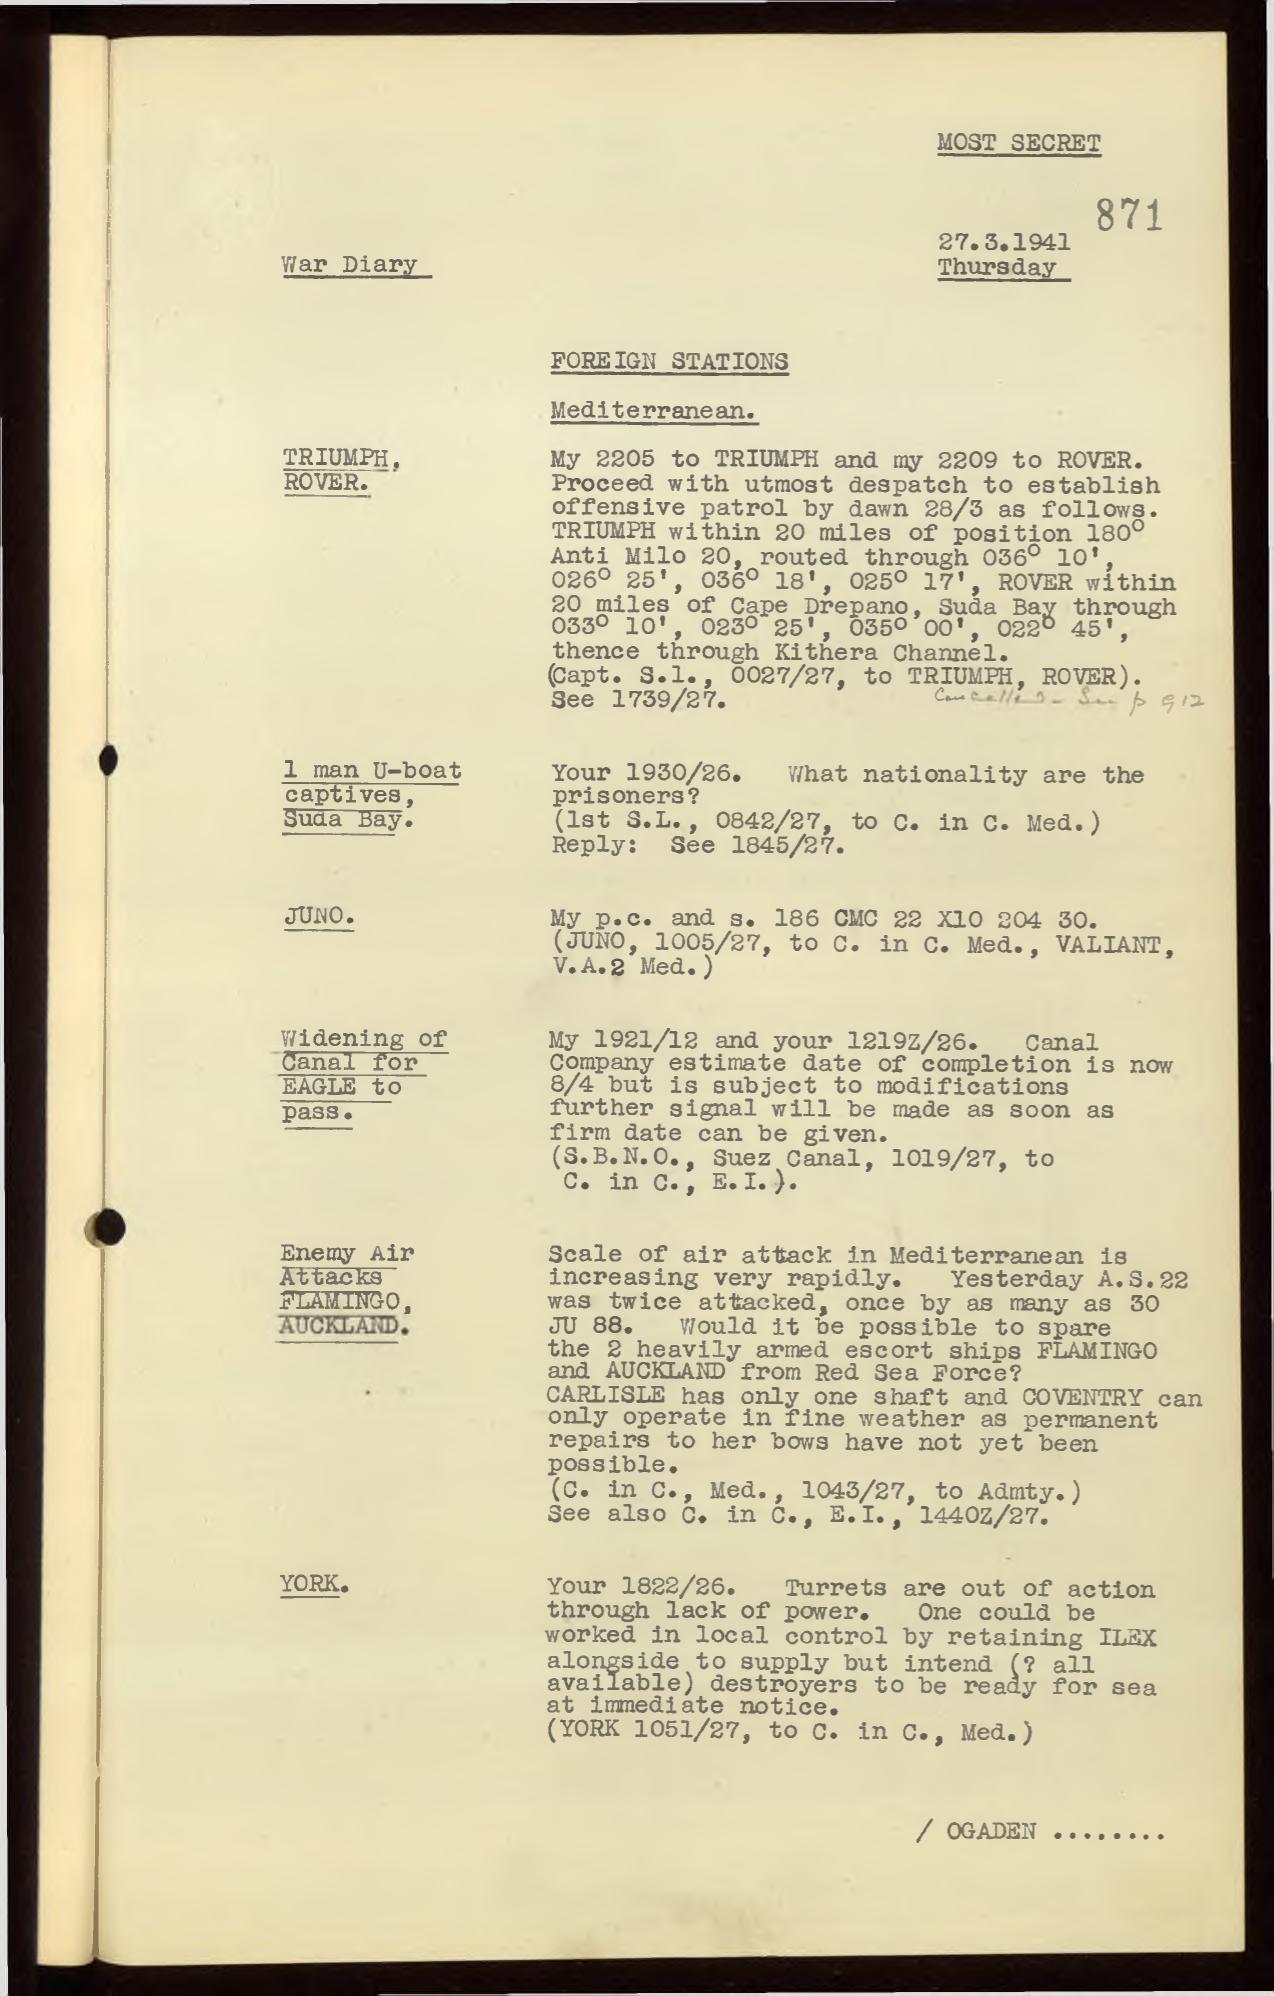 MOST SECRET
871
27.3.1941
Thursday
War Diary
FOREIGN STATIONS
Mediterranean.
TRIUMPH,
ROVER.
My 2205 to TRIUMPH and my 2209 to ROVER.
Proceed with utmost despatch to establish
offensive patrol by dawn 28/3 as follows.
TRIUMPH within 20 miles of position 180°
Anti Milo 20, routed through 036° 10',
026° 25', 036° 18', 025° 17', ROVER within
20 miles of Cape Drepano, Suda Bay through
033° 10', 023° 25', 035° 00', 022° 45',
thence through Kithera Channel.
(Capt. S.1., 0027/27, to TRIUMPH, ROVER).
See 1739/27.
Cancelled - See p 912
1 man U-boat
captives,
Suda Bay.
Your 1930/26. What nationality are the
prisoners?
(1st S.L., 0842/27, to C. in C. Med.)
Reply: See 1845/27.
JUNO.
My p.c. and s. 186 CMC 22 X10 204 30.
(JUNO, 1005/27, to C. in C. Med., VALIANT,
V.A.2 Med.)
Widening of
Canal for
EAGLE to
pass.
My 1921/12 and your 1219Z/26. Canal
Company estimate date of completion is now
8/4 but is subject to modifications
further signal will be made as soon as
firm date can be given.
(S.B.N.O., Suez Canal, 1019/27, to
C. in C., E.I.).
Enemy Air
Attacks
FLAMINGO,
AUCKLAND.
Scale of air attack in Mediterranean is
increasing very rapidly. Yesterday A.S.22
was twice attacked, once by as many as 30
JU 88. Would it be possible to spare
the 2 heavily armed escort ships FLAMINGO
and AUCKLAND from Red Sea Force?
CARLISLE has only one shaft and COVENTRY can
only operate in fine weather as permanent
repairs to her bows have not yet been
possible.
(C. in C., Med., 1043/27, to Admty.)
See also C. in C., E.I., 1440Z/27.
YORK.
Your 1822/26. Turrets are out of action
through lack of power. One could be
worked in local control by retaining ILEX
alongside to supply but intend (? all
available) destroyers to be ready for sea
at immediate notice.
(YORK 1051/27, to C. in C., Med.)
/ OGADEN ........